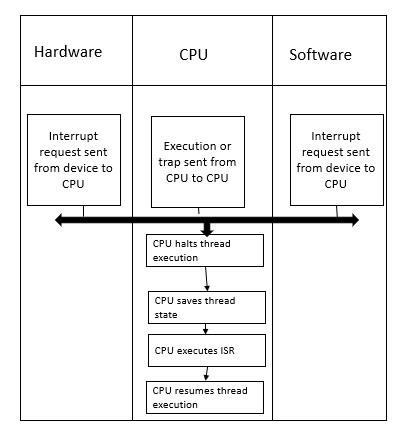 Hardware
CPU
Software
Interrupt
request sent
from device to
CPU
Execution or
trap sent from
CPU to CPU
Interrupt
request sent
from device to
CPU
CPU halts thread
execution
CPU saves thread
state
CPU executes ISR
CPU resumes thread
execution